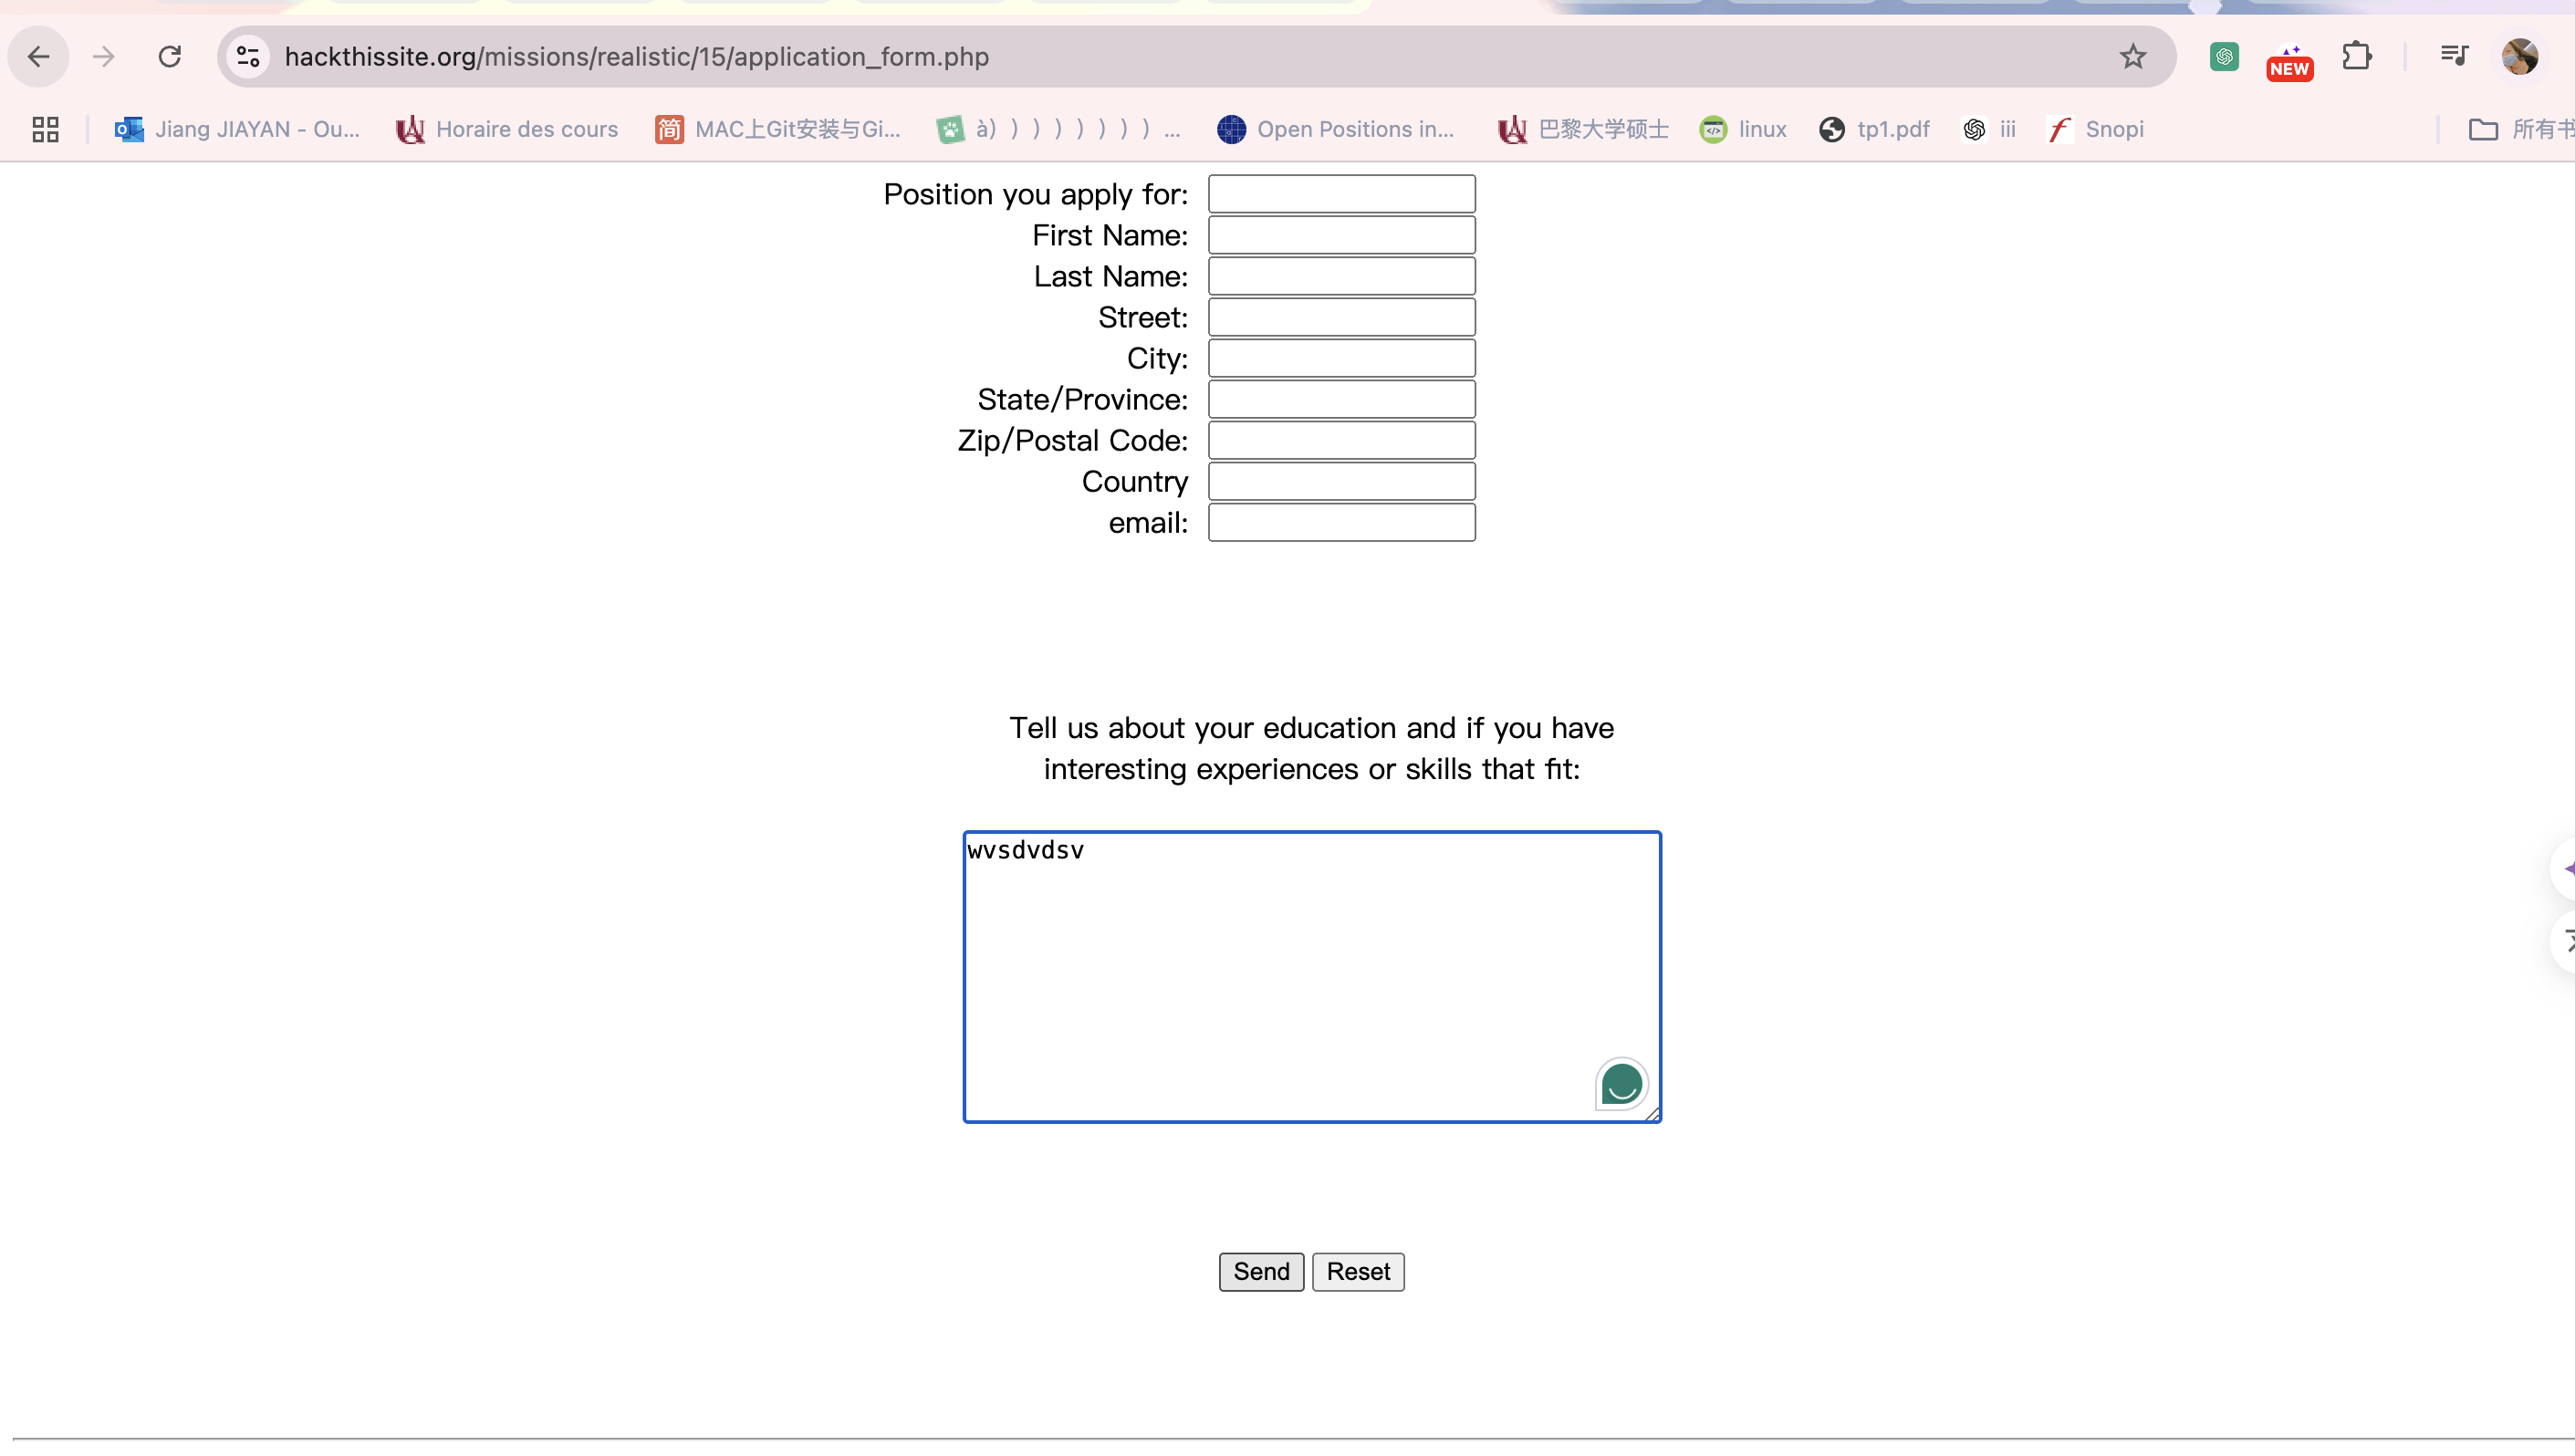 hackthissite.org/missions/realistic/15/application_form.php
NEW
Jiang JIAYAN - Ou... Horaire des cours 简 MAC上Git安装与Gi... à) ) ) ) ) ) ) ) ... Open Positions in... 巴黎大学硕士 linux tp1.pdf iii Snopi 所有书
Position you apply for:
First Name:
Last Name:
Street:
City:
State/Province:
Zip/Postal Code:
Country
email:
Tell us about your education and if you have
interesting experiences or skills that fit:
wvsdvdsv
Send Reset